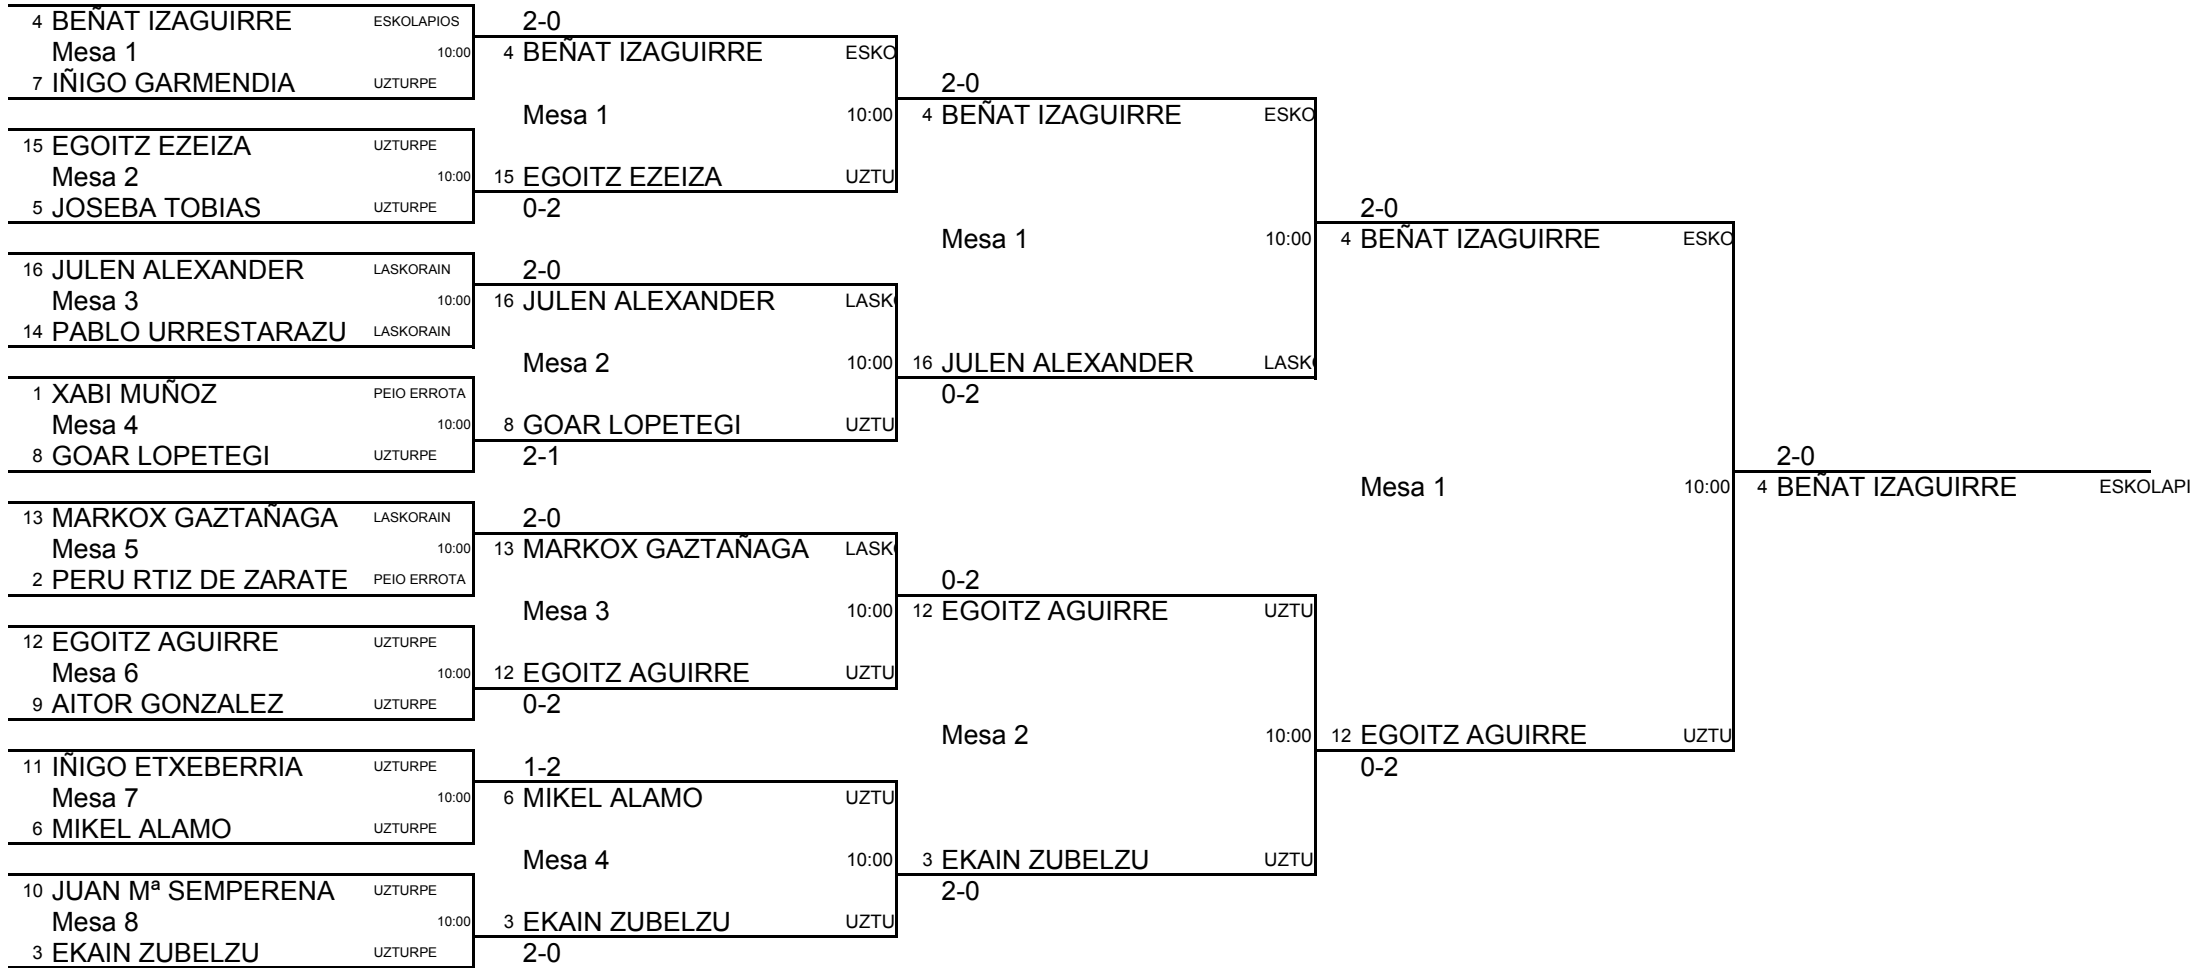 4 BEÑAT IZAGUIRRE ESKOLAPIOS
Mesa 1 10:00
7 IÑIGO GARMENDIA UZTURPE
15 EGOITZ EZEIZA UZTURPE
Mesa 2 10:00
5 JOSEBA TOBIAS UZTURPE
16 JULEN ALEXANDER LASKORAIN
Mesa 3 10:00
14 PABLO URRESTARAZU LASKORAIN
1 XABI MUÑOZ PEIO ERROTA
Mesa 4 10:00
8 GOAR LOPETEGI UZTURPE
13 MARKOX GAZTAÑAGA LASKORAIN
Mesa 5 10:00
2 PERU RTIZ DE ZARATE PEIO ERROTA
12 EGOITZ AGUIRRE UZTURPE
Mesa 6 10:00
9 AITOR GONZALEZ UZTURPE
11 IÑIGO ETXEBERRIA UZTURPE
Mesa 7 10:00
6 MIKEL ALAMO UZTURPE
10 JUAN Mª SEMPERENA UZTURPE
Mesa 8 10:00
3 EKAIN ZUBELZU UZTURPE
2-0
4 BEÑAT IZAGUIRRE ESKO
Mesa 1 10:00
15 EGOITZ EZEIZA UZTU
0-2
2-0
16 JULEN ALEXANDER LASK
Mesa 2 10:00
8 GOAR LOPETEGI UZTU
2-1
2-0
13 MARKOX GAZTAÑAGA LASK
Mesa 3 10:00
12 EGOITZ AGUIRRE UZTU
0-2
1-2
6 MIKEL ALAMO UZTU
Mesa 4 10:00
3 EKAIN ZUBELZU UZTU
2-0
2-0
4 BEÑAT IZAGUIRRE ESKO
Mesa 1 10:00
16 JULEN ALEXANDER LASK
0-2
0-2
12 EGOITZ AGUIRRE UZTU
Mesa 2 10:00
3 EKAIN ZUBELZU UZTU
2-0
2-0
4 BEÑAT IZAGUIRRE ESKO
Mesa 1 10:00
12 EGOITZ AGUIRRE UZTU
0-2
2-0
4 BEÑAT IZAGUIRRE ESKOLAPI